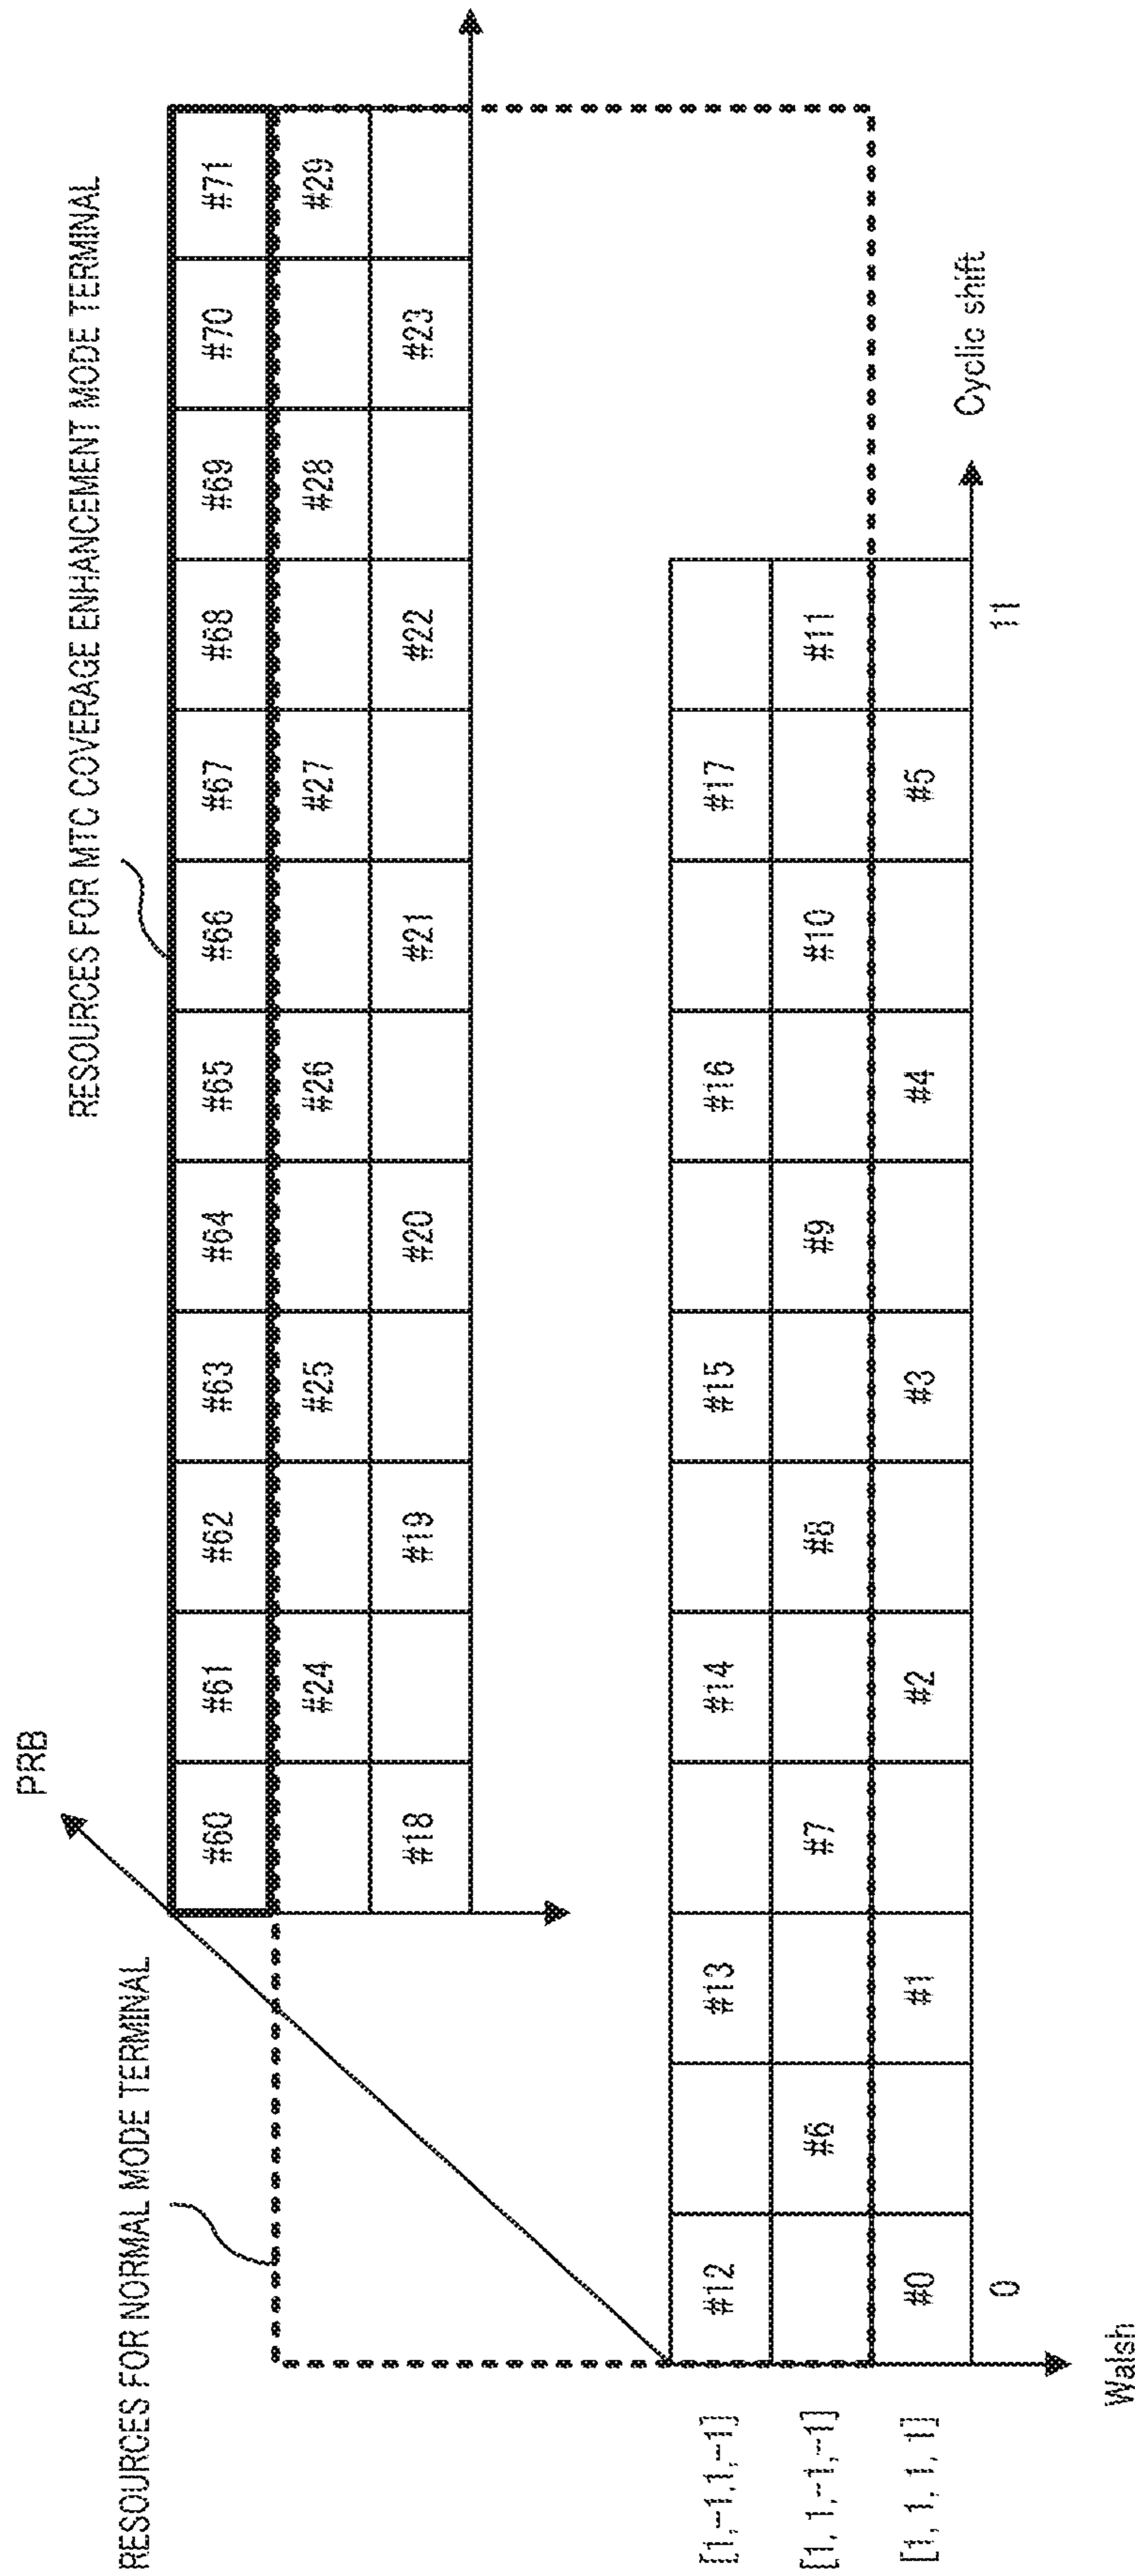 RESOURCES FOR MTC COVERAGE ENHANCEMENT MODE TERMINAL
RESOURCES FOR NORMAL MODE TERMINAL
PRB
#60 #61 #62 #63 #64 #65 #66 #67 #68 #69 #70 #71
#24 #25 #26 #27 #28 #29
#18 #19 #20 #21 #22 #23
[1,-1,1,-1] #12 #13 #14 #15 #16 #17
[1, 1,-1,-1] #6 #7 #8 #9 #10 #11
[1, 1, 1, 1] #0 #1 #2 #3 #4 #5
0 11
Cyclic shift
Walsh